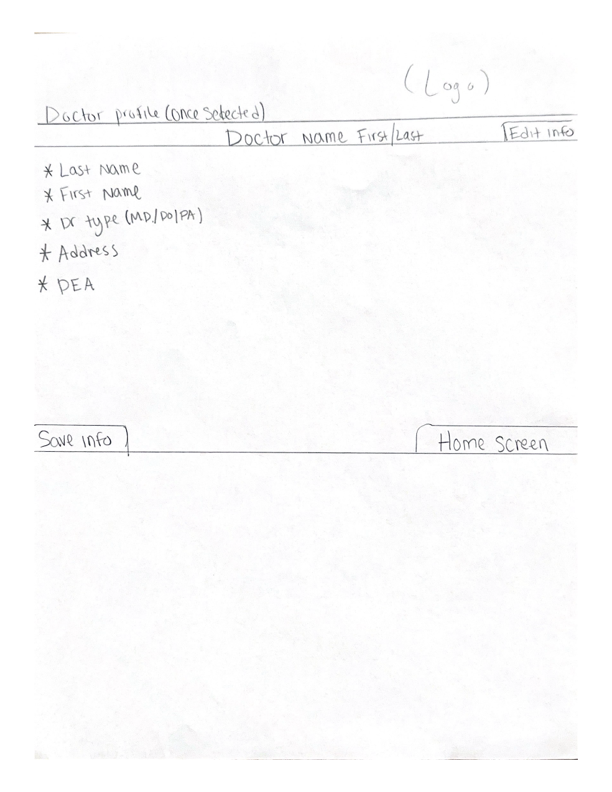 (Logo)
Doctor profile (once selected)
Doctor Name First/Last
Edit info
* Last Name
* First Name
* Dr type (MD/DO/PA)
* Address
* DEA
Save info
Home Screen